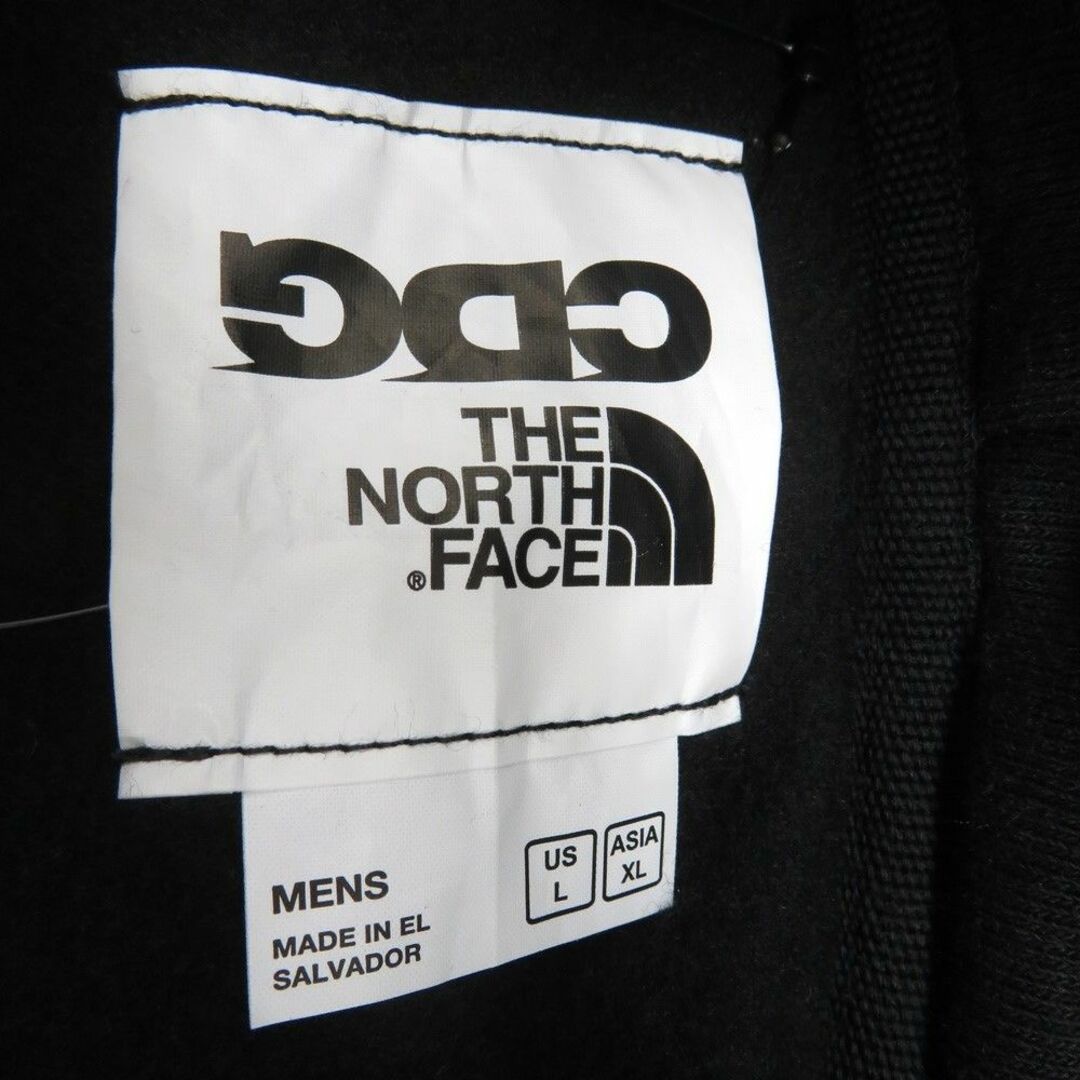 CDG
THE
NORTH
FACE
®
MENS
MADE IN EL
SALVADOR
US
L
ASIA
XL